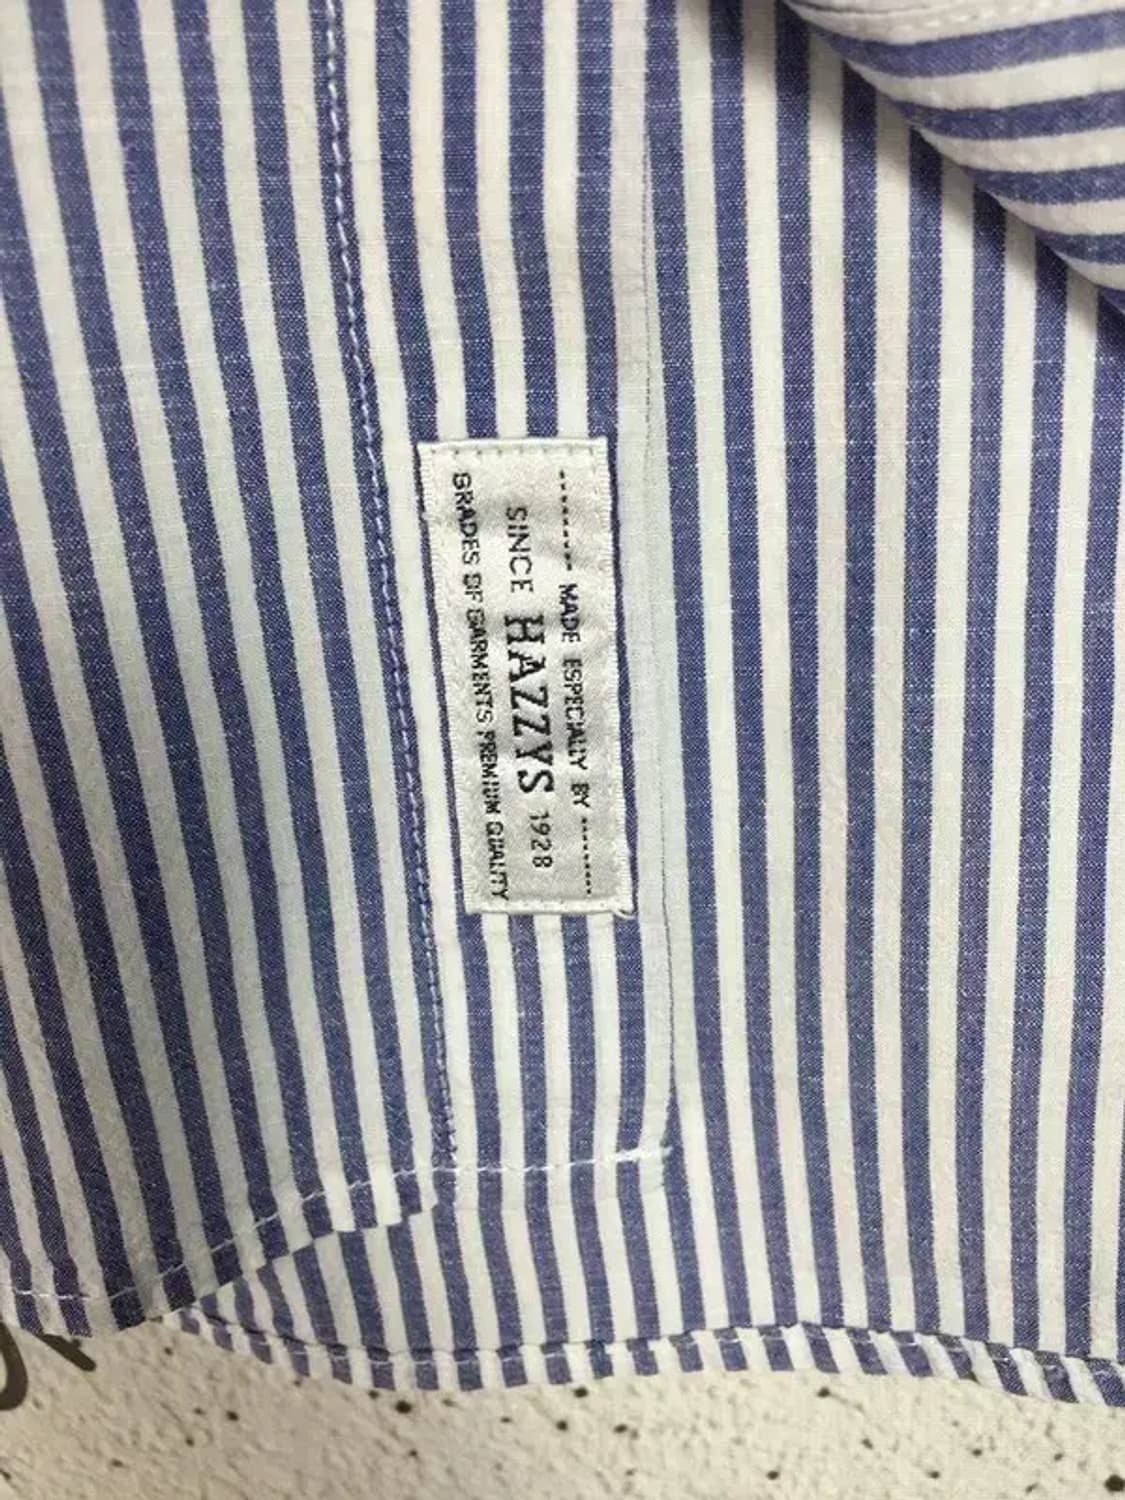 --------- MADE ESPECIALLY BY ---------
SINCE HAZZYS 1928
GRADES OF GARMENTS PREMIUM QUALITY